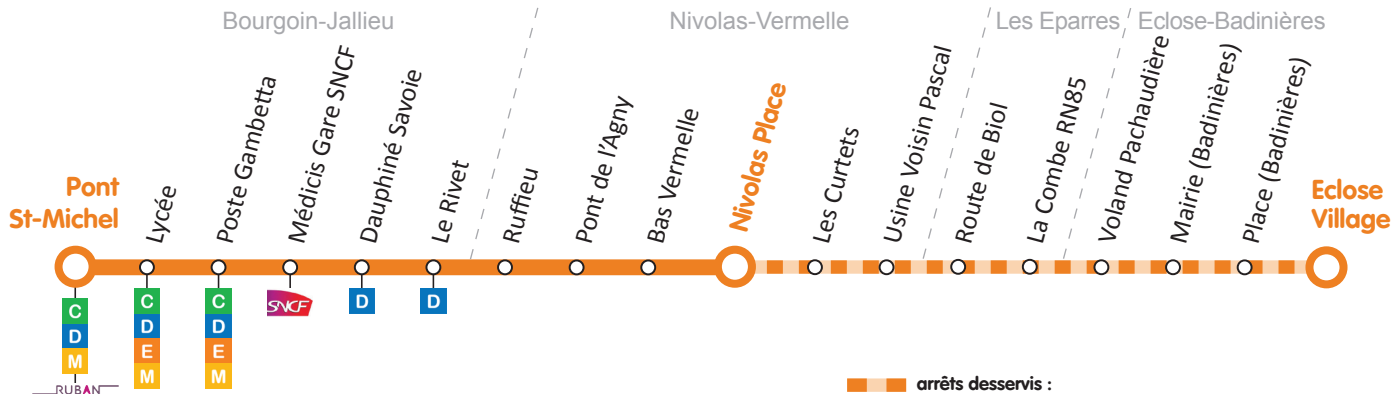 Bourgoin-Jallieu
Nivolas-Vermelle
Les Eparres
Eclose-Badinières
Pont
St-Michel
Lycée
Poste Gambetta
Médicis Gare SNCF
Dauphiné Savoie
Le Rivet
Ruffieu
Pont de l'Agny
Bas Vermelle
Nivolas Place
Les Curtets
Usine Voisin Pascal
Route de Biol
La Combe RN85
Voland Pachaudière
Mairie (Badinières)
Place (Badinières)
Eclose
Village
C
D
M
RUBAN
C
D
E
M
C
D
E
M
SNCF
D
D
arrêts desservis :